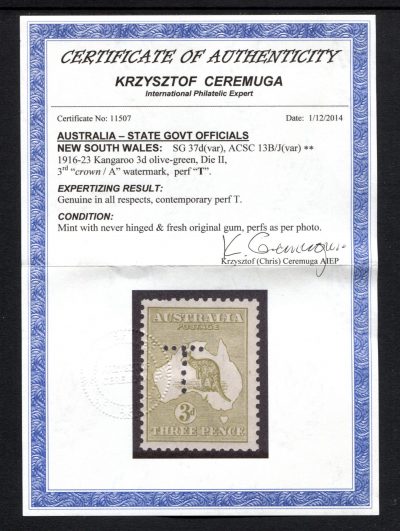 CERTIFICATE OF AUTHENTICITY
KRZYSZTOF CEREMUGA
International Philatelic Expert
Certificate No: 11507 Date: 1/12/2014
AUSTRALIA – STATE GOVT OFFICIALS
NEW SOUTH WALES: SG 37d(var), ACSC 13B/J(var) **
1916-23 Kangaroo 3d olive-green, Die II,
3rd "crown / A" watermark, perf "T".
EXPERTIZING RESULT:
Genuine in all respects, contemporary perf T.
CONDITION:
Mint with never hinged & fresh original gum, perfs as per photo.
K. Ceremuga
Krzysztof (Chris) Ceremuga AIEP
AUSTRALIA
POSTAGE
T
3d
THREE PENCE